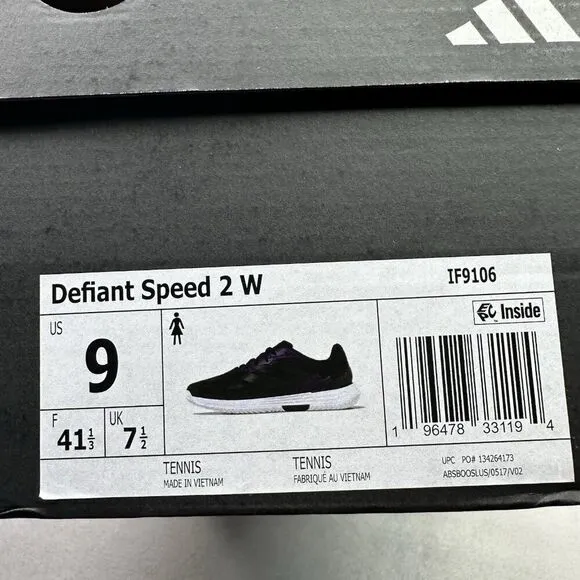 Defiant Speed 2 W
IF9106
US
9
F
41 1/3
UK
7 1/2
Inside
1 96478 33119 4
TENNIS
MADE IN VIETNAM
TENNIS
FABRIQUÉ AU VIETNAM
UPC PO# 134264173
ABSBOOSLUS/0517/V02